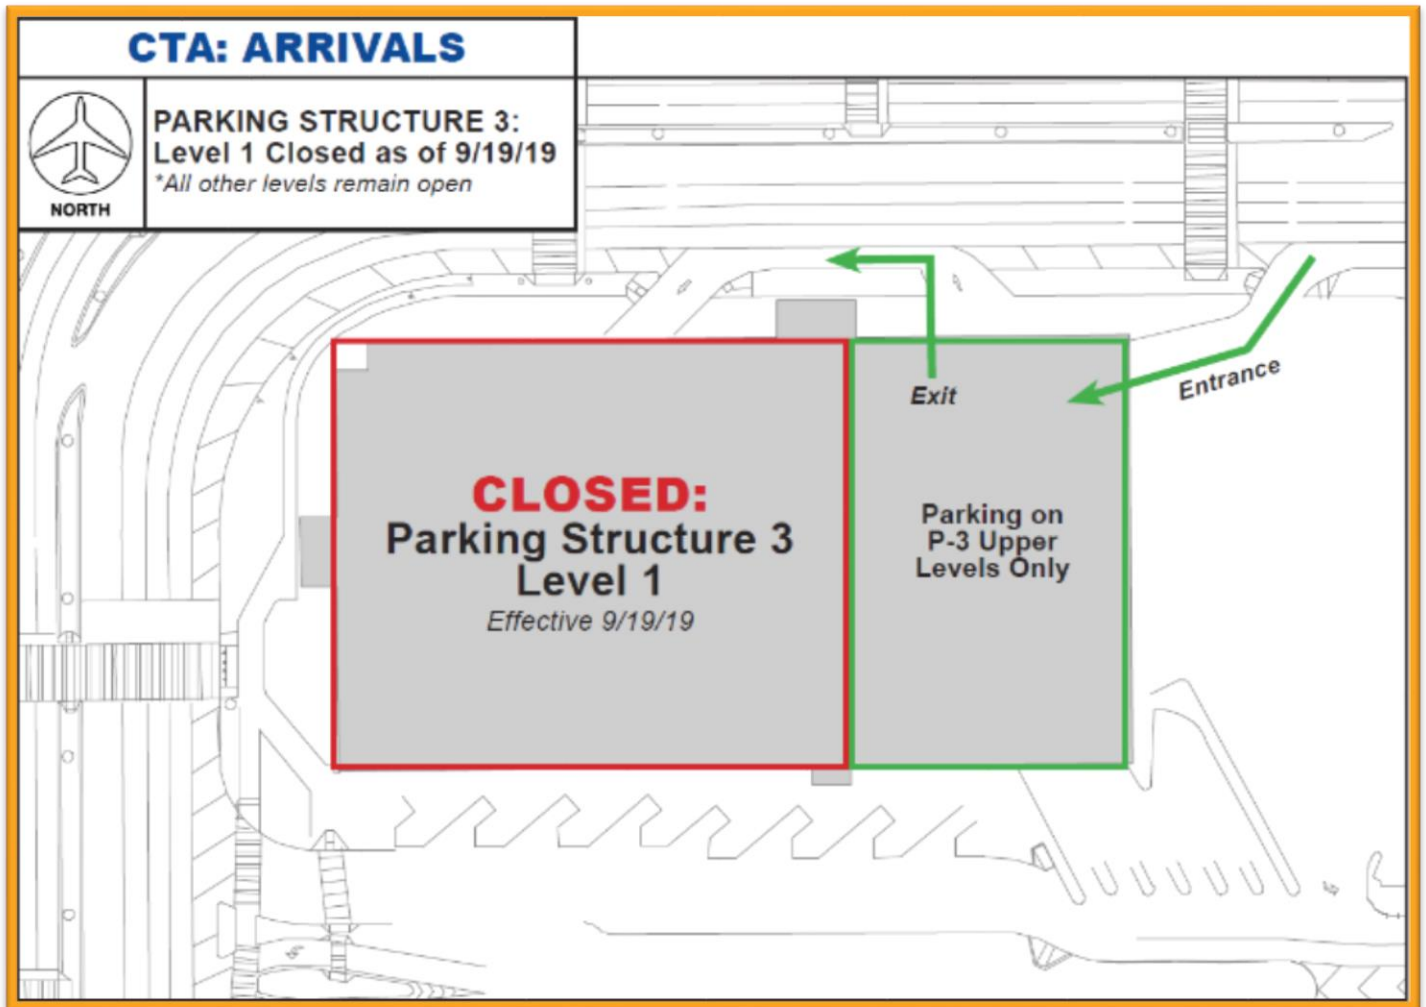 CTA: ARRIVALS
NORTH
PARKING STRUCTURE 3:
Level 1 Closed as of 9/19/19
*All other levels remain open
Exit
Entrance
CLOSED:
Parking Structure 3
Level 1
Effective 9/19/19
Parking on
P-3 Upper
Levels Only